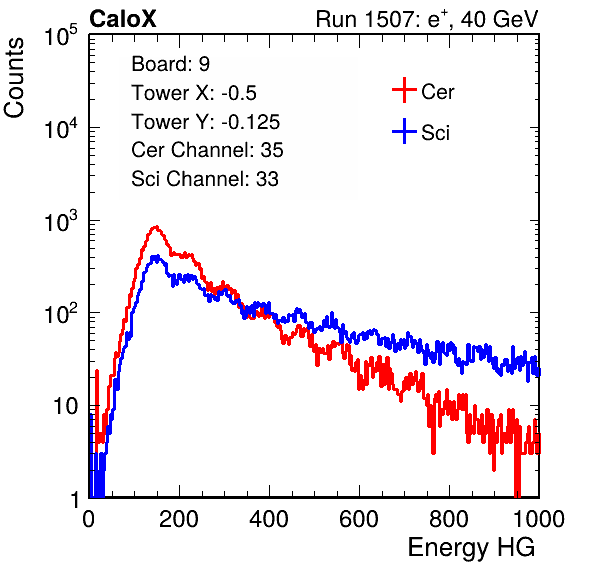 CaloX Run 1507: e⁺, 40 GeV
Counts
10⁵
10⁴
10³
10²
10
1
Board: 9
Tower X: -0.5
Tower Y: -0.125
Cer Channel: 35
Sci Channel: 33
Cer
Sci
0 200 400 600 800 1000
Energy HG